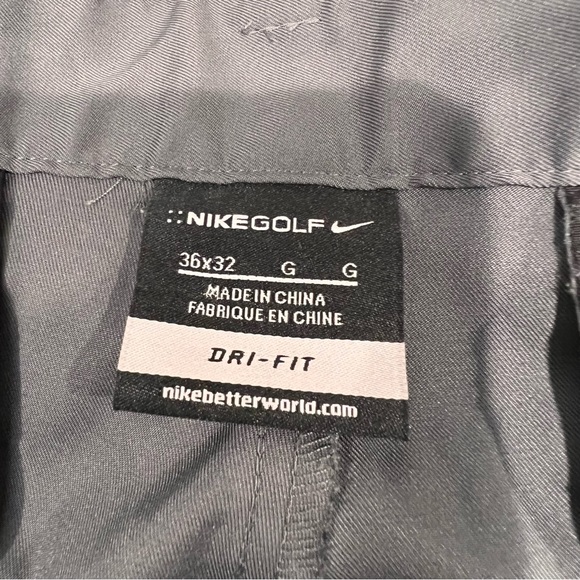 NIKEGOLF
36x32 G G
MADE IN CHINA
FABRIQUE EN CHINE
DRI-FIT
nikebetterworld.com